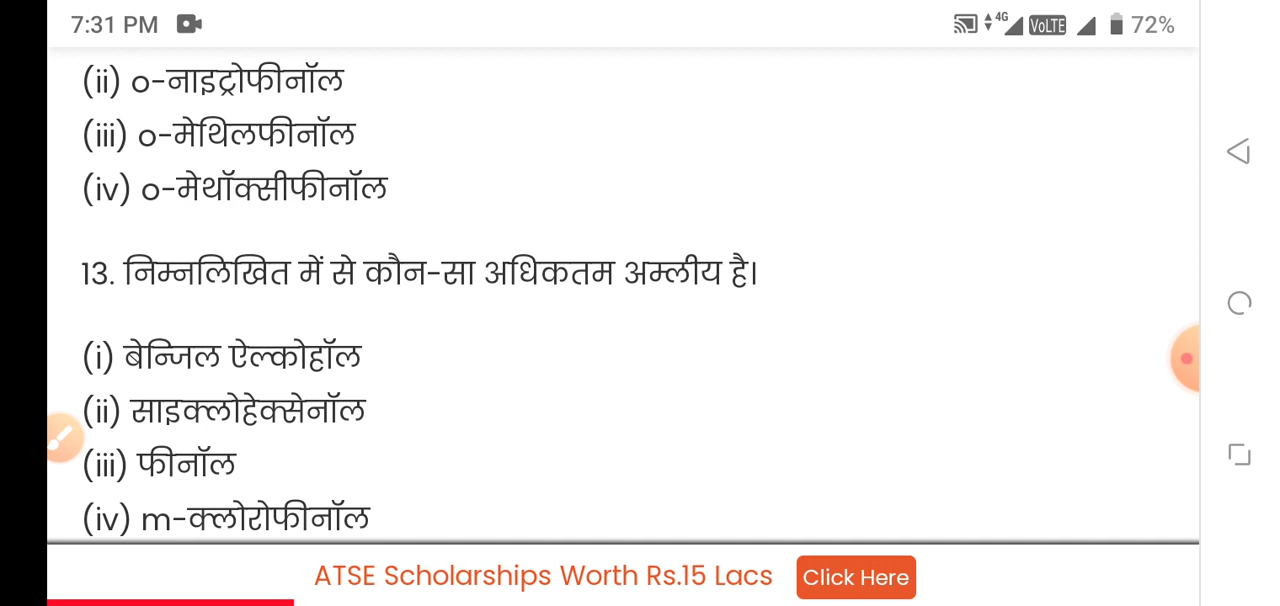 7:31 PM
4G VoLTE 72%
(ii) o-नाइट्रोफीनॉल
(iii) o-मेथिलफीनॉल
(iv) o-मेथॉक्सीफीनॉल
13. निम्नलिखित में से कौन-सा अधिकतम अम्लीय है।
(i) बेन्जिल ऐल्कोहॉल
(ii) साइक्लोहेक्सेनॉल
(iii) फीनॉल
(iv) m-क्लोरोफीनॉल
ATSE Scholarships Worth Rs.15 Lacs Click Here